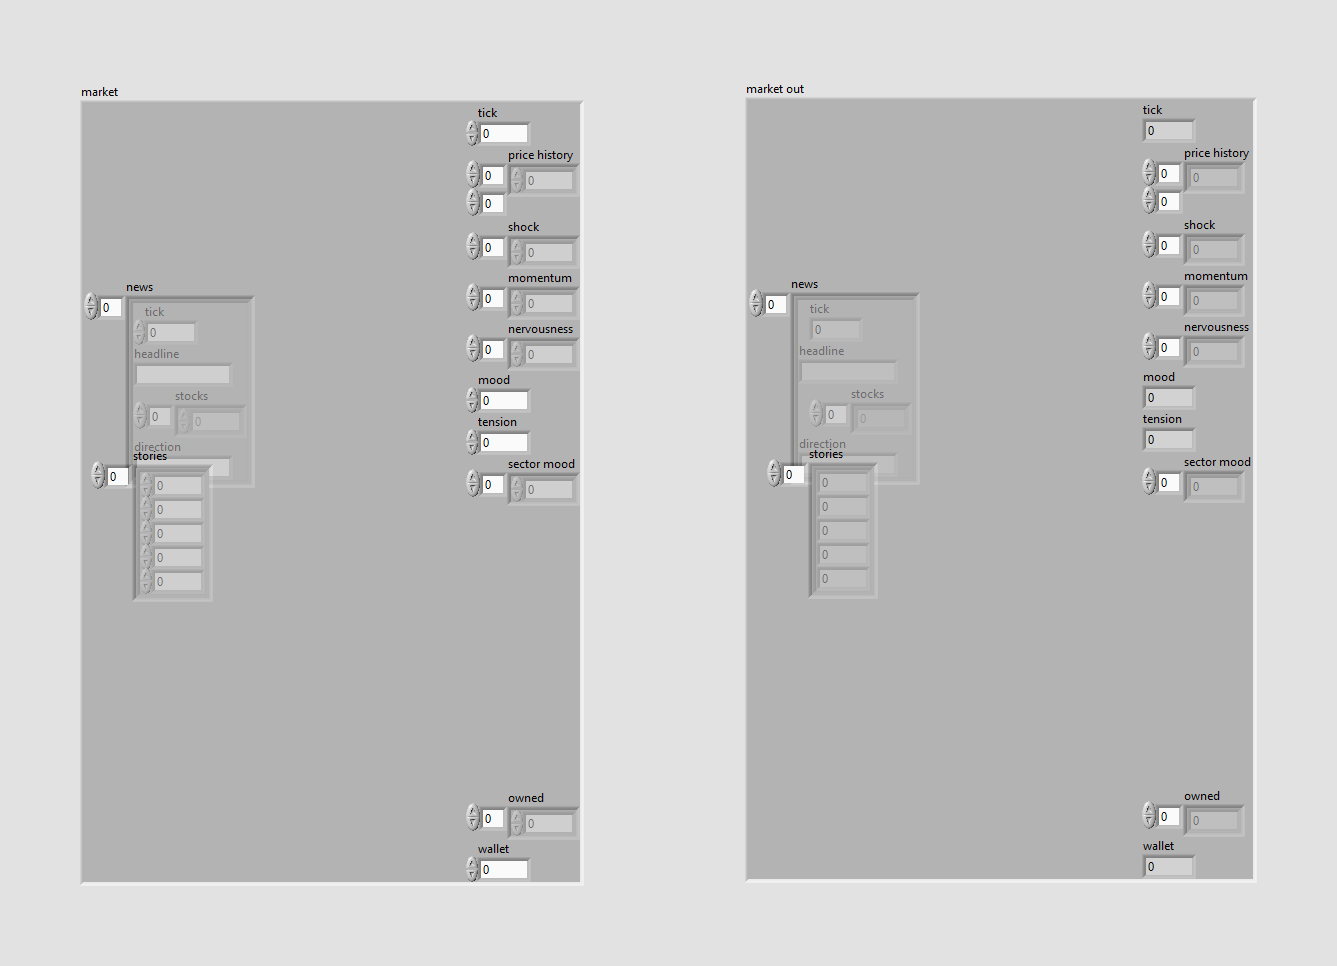 market
tick
0
price history
0 0
0
shock
0 0
momentum
0 0
nervousness
0 0
mood
0
tension
0
sector mood
0 0
news
0
tick
0
headline
stocks
0 0
direction
stories
0 0
0
0
0
0
owned
0 0
wallet
0
market out
tick
0
price history
0 0
0
shock
0 0
momentum
0 0
nervousness
0 0
mood
0
tension
0
sector mood
0 0
news
0
tick
0
headline
stocks
0 0
direction
stories
0 0
0
0
0
0
owned
0 0
wallet
0